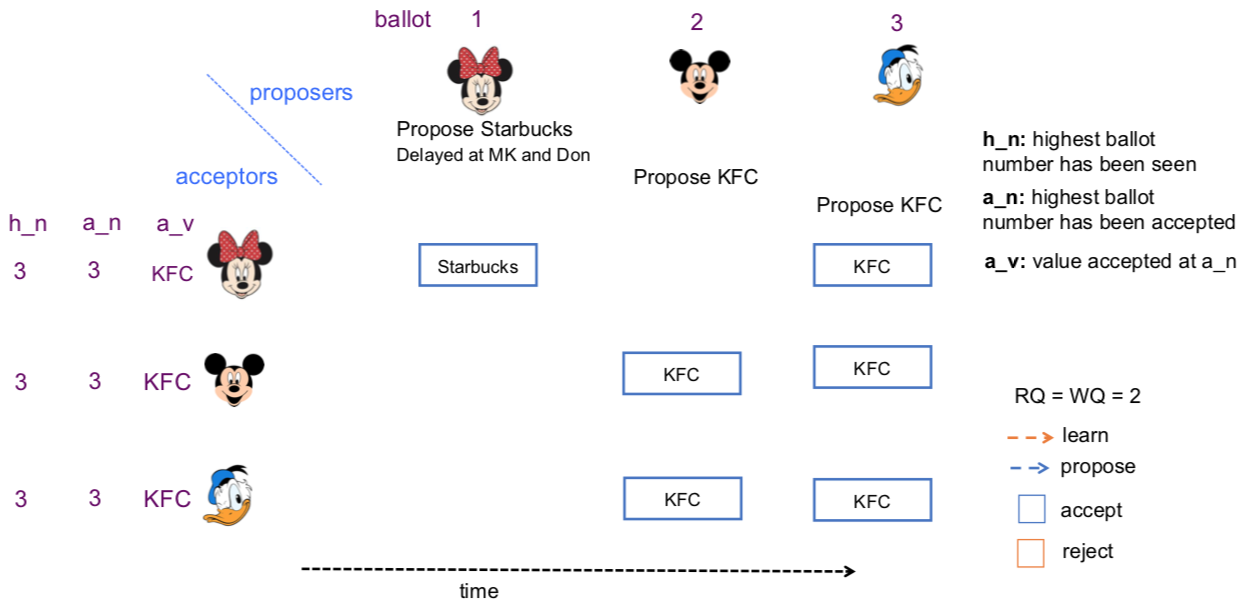 ballot 1 2 3
proposers
acceptors
Propose Starbucks
Delayed at MK and Don
Propose KFC
Propose KFC
h_n: highest ballot
number has been seen
a_n: highest ballot
number has been accepted
a_v: value accepted at a_n
h_n a_n a_v
3 3 KFC
Starbucks
KFC
3 3 KFC
KFC
KFC
3 3 KFC
KFC
KFC
RQ = WQ = 2
learn
propose
accept
reject
time